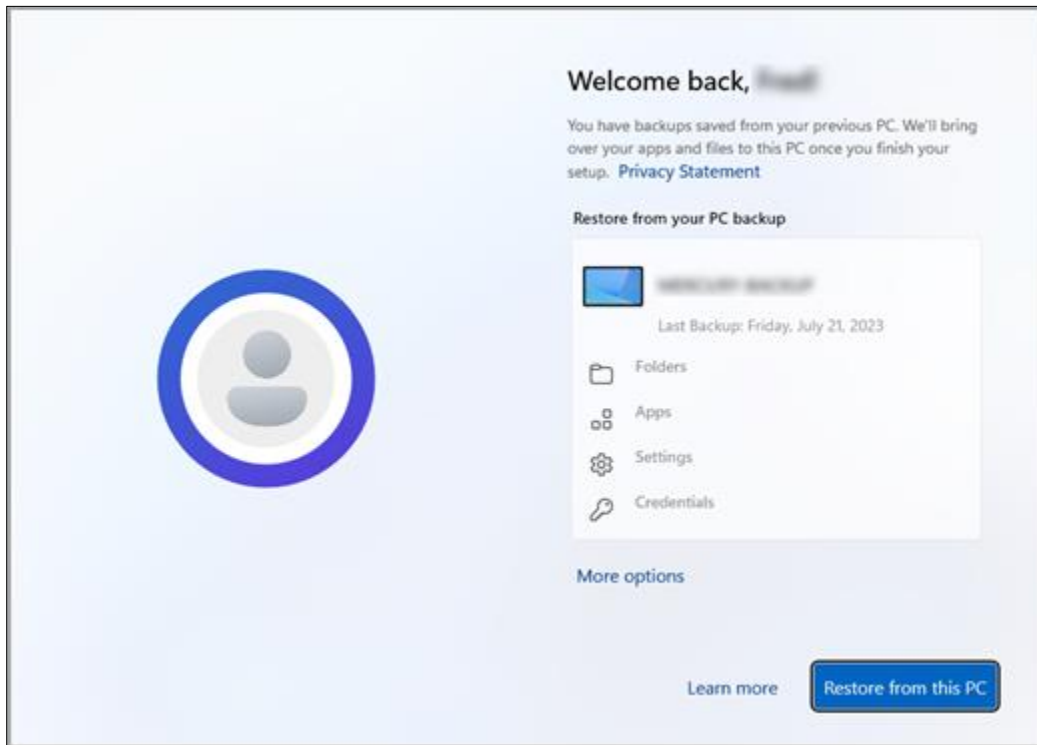 Welcome back,
You have backups saved from your previous PC. We'll bring
over your apps and files to this PC once you finish your
setup. Privacy Statement
Restore from your PC backup
Last Backup: Friday, July 21, 2023
Folders
Apps
Settings
Credentials
More options
Learn more
Restore from this PC